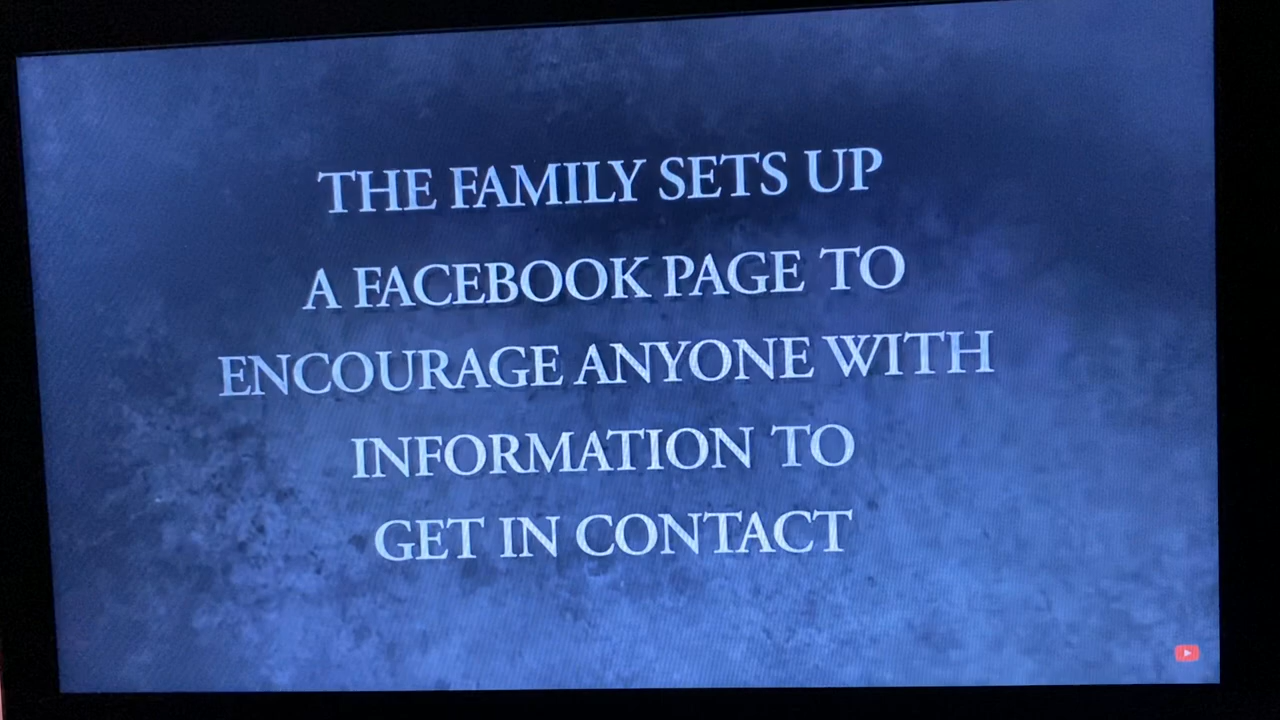 THE FAMILY SETS UP
A FACEBOOK PAGE TO
ENCOURAGE ANYONE WITH
INFORMATION TO
GET IN CONTACT